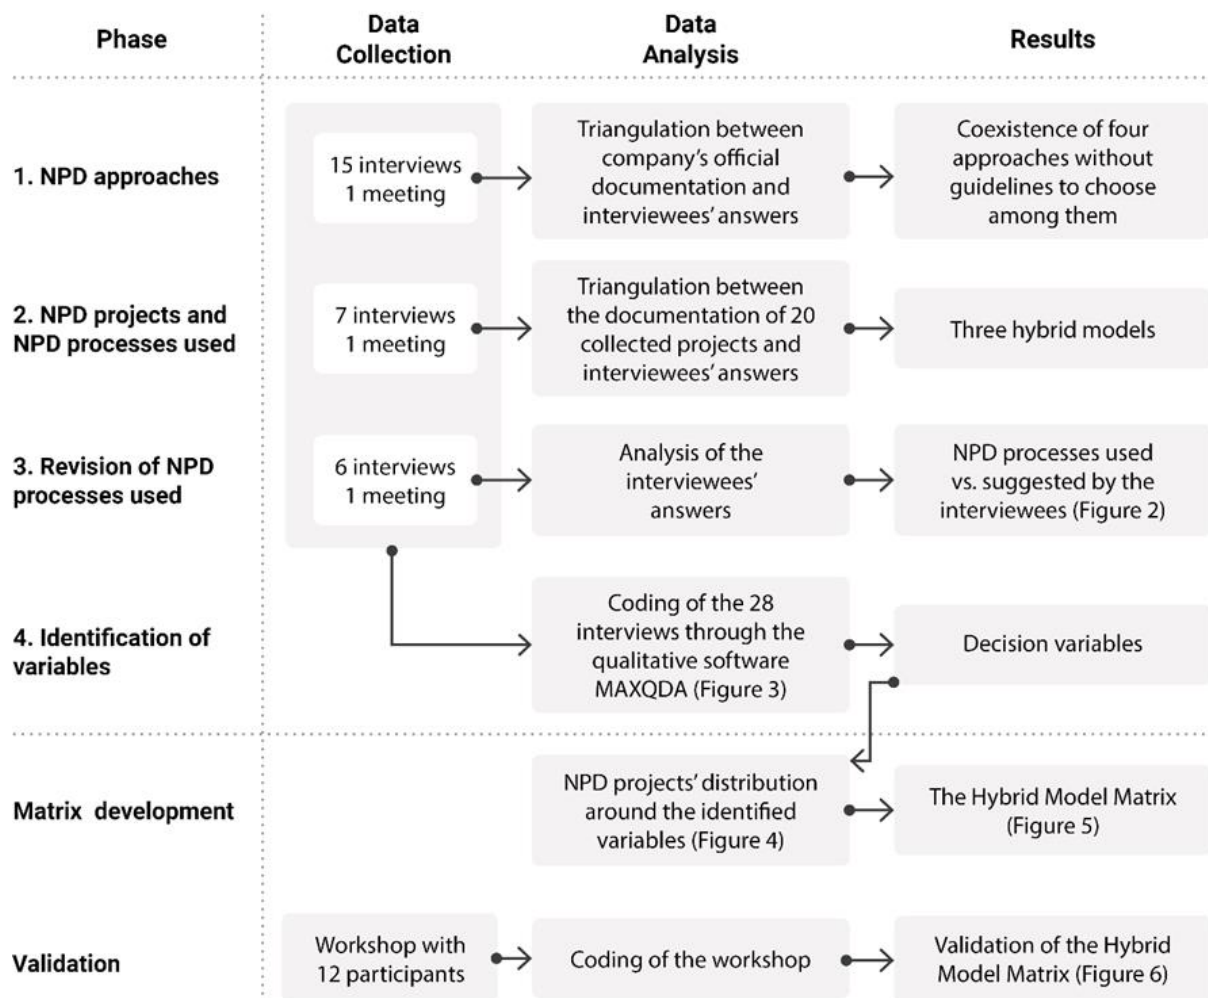 Phase
Data
Collection
Data
Analysis
Results
1. NPD approaches
15 interviews
1 meeting
Triangulation between
company's official
documentation and
interviewees' answers
Coexistence of four
approaches without
guidelines to choose
among them
2. NPD projects and
NPD processes used
7 interviews
1 meeting
Triangulation between
the documentation of 20
collected projects and
interviewees' answers
Three hybrid models
3. Revision of NPD
processes used
6 interviews
1 meeting
Analysis of the
interviewees'
answers
NPD processes used
vs. suggested by the
interviewees (Figure 2)
4. Identification of
variables
Coding of the 28
interviews through the
qualitative software
MAXQDA (Figure 3)
Decision variables
Matrix development
NPD projects' distribution
around the identified
variables (Figure 4)
The Hybrid Model Matrix
(Figure 5)
Validation
Workshop with
12 participants
Coding of the workshop
Validation of the Hybrid
Model Matrix (Figure 6)